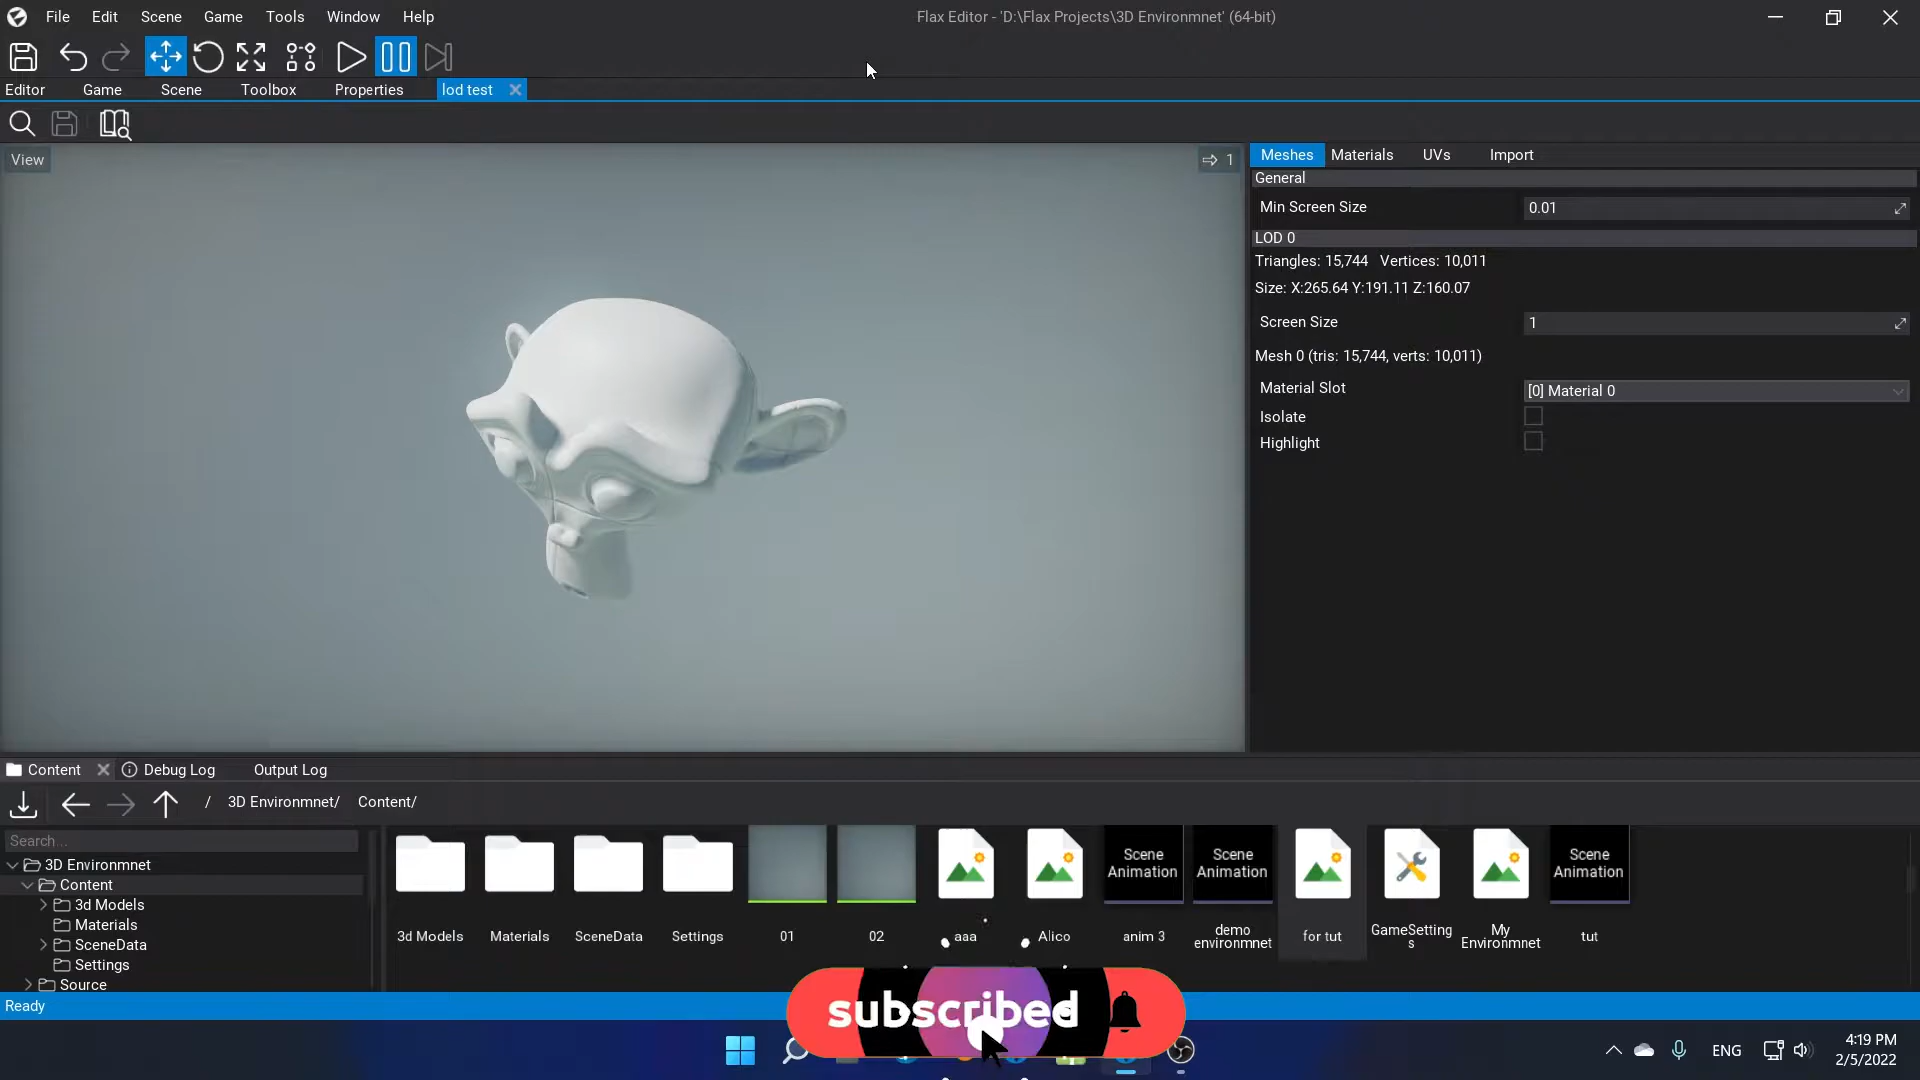 File Edit Scene Game Tools Window Help
Flax Editor - 'D:\Flax Projects\3D Environmnet' (64-bit)
Editor Game Scene Toolbox Properties lod test
View
1
Meshes Materials UVs Import
General
Min Screen Size 0.01
LOD 0
Triangles: 15,744 Vertices: 10,011
Size: X:265.64 Y:191.11 Z:160.07
Screen Size 1
Mesh 0 (tris: 15,744, verts: 10,011)
Material Slot [0] Material 0
Isolate
Highlight
Content Debug Log Output Log
/ 3D Environmnet/ Content/
Search...
3D Environmnet
Content
3d Models
Materials
SceneData
Settings
Source
Scene
Animation
Scene
Animation
Scene
Animation
3d Models Materials SceneData Settings 01 02 aaa Alico anim 3 demo
environmnet for tut GameSetting
s My
Environmnet tut
Ready
subscribed
ENG
4:19 PM
2/5/2022